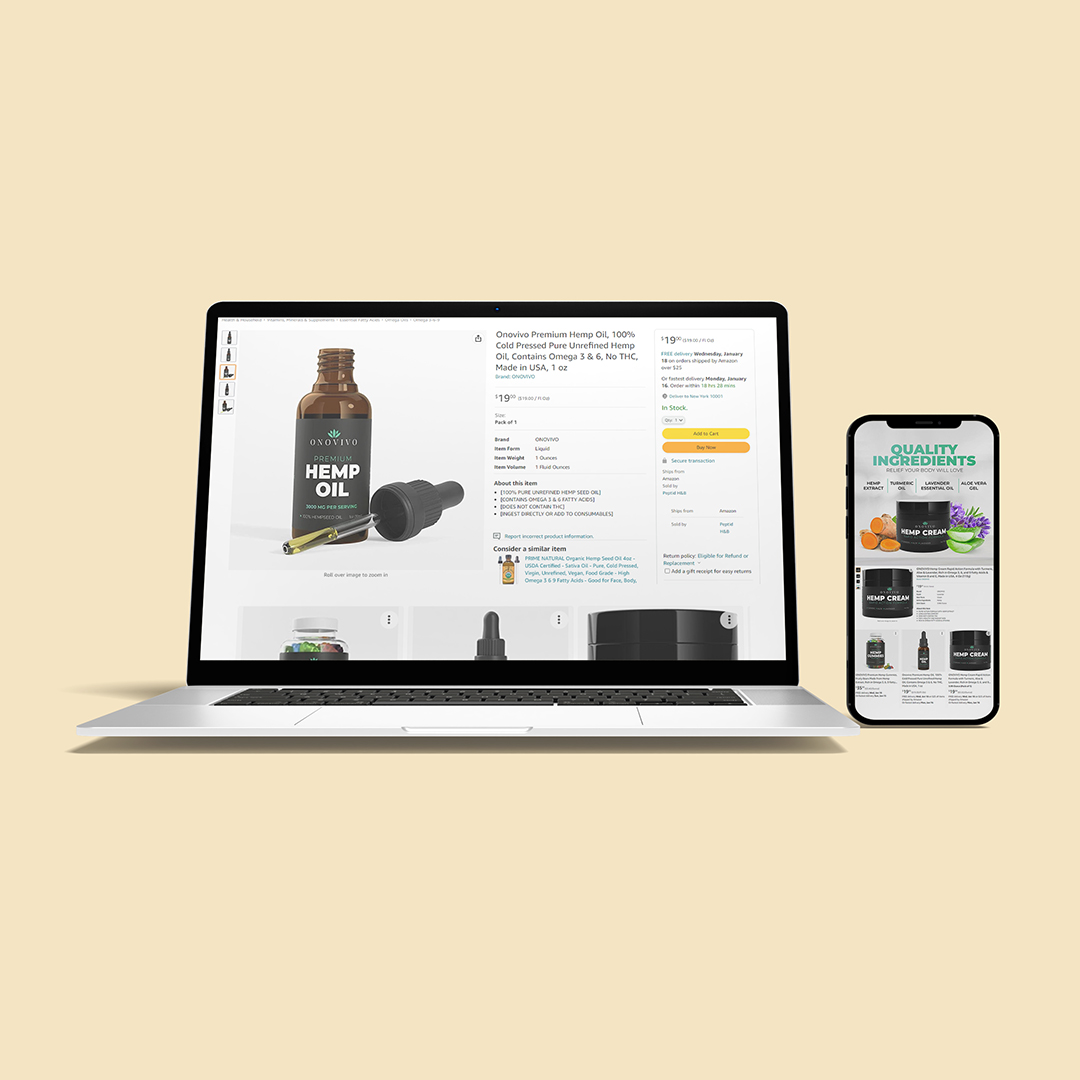 Health & Household › Vitamins, Minerals & Supplements › Essential Fatty Acids › Omega Oils › Omega 3 & 6
ONOVIVO
PREMIUM
HEMP
OIL
3000 MG PER SERVING
Roll over image to zoom in
Onovivo Premium Hemp Oil, 100%
Cold Pressed Pure Unrefined Hemp
Oil, Contains Omega 3 & 6, No THC,
Made in USA, 1 oz
Brand: ONOVIVO
$1900 ($19.00 / Fl Oz)
Size:
Pack of 1
Brand ONOVIVO
Item Form Liquid
Item Weight 1 Ounces
Item Volume 1 Fluid Ounces
About this item
• [100% PURE UNREFINED HEMP SEED OIL]
• [CONTAINS OMEGA 3 & 6 FATTY ACIDS]
• [DOES NOT CONTAIN THC]
• [INGEST DIRECTLY OR ADD TO CONSUMABLES]
Report incorrect product information.
Consider a similar item
PRIME NATURAL Organic Hemp Seed Oil 4oz -
USDA Certified - Sativa Oil - Pure, Cold Pressed,
Virgin, Unrefined, Vegan, Food Grade - High
Omega 3 6 9 Fatty Acids - Good for Face, Body,
$1900 ($19.00 / Fl Oz)
FREE delivery Wednesday, January
18 on orders shipped by Amazon
over $25
Or fastest delivery Monday, January
16. Order within 18 hrs 28 mins
Deliver to New York 10001
In Stock.
Qty: 1
Add to Cart
Buy Now
Secure transaction
Ships from
Amazon
Sold by
Peptid H&B
Ships from Amazon
Sold by Peptid
H&B
Return policy: Eligible for Refund or
Replacement
Add a gift receipt for easy returns
QUALITY
INGREDIENTS
RELIEF YOUR BODY WILL LOVE
HEMP
EXTRACT
TURMERIC
OIL
LAVENDER
ESSENTIAL OIL
ALOE VERA
GEL
ONOVIVO
HEMP CREAM
ONOVIVO
HEMP CREAM
HEMP
GUMMIES
HEMP
OIL
HEMP CREAM